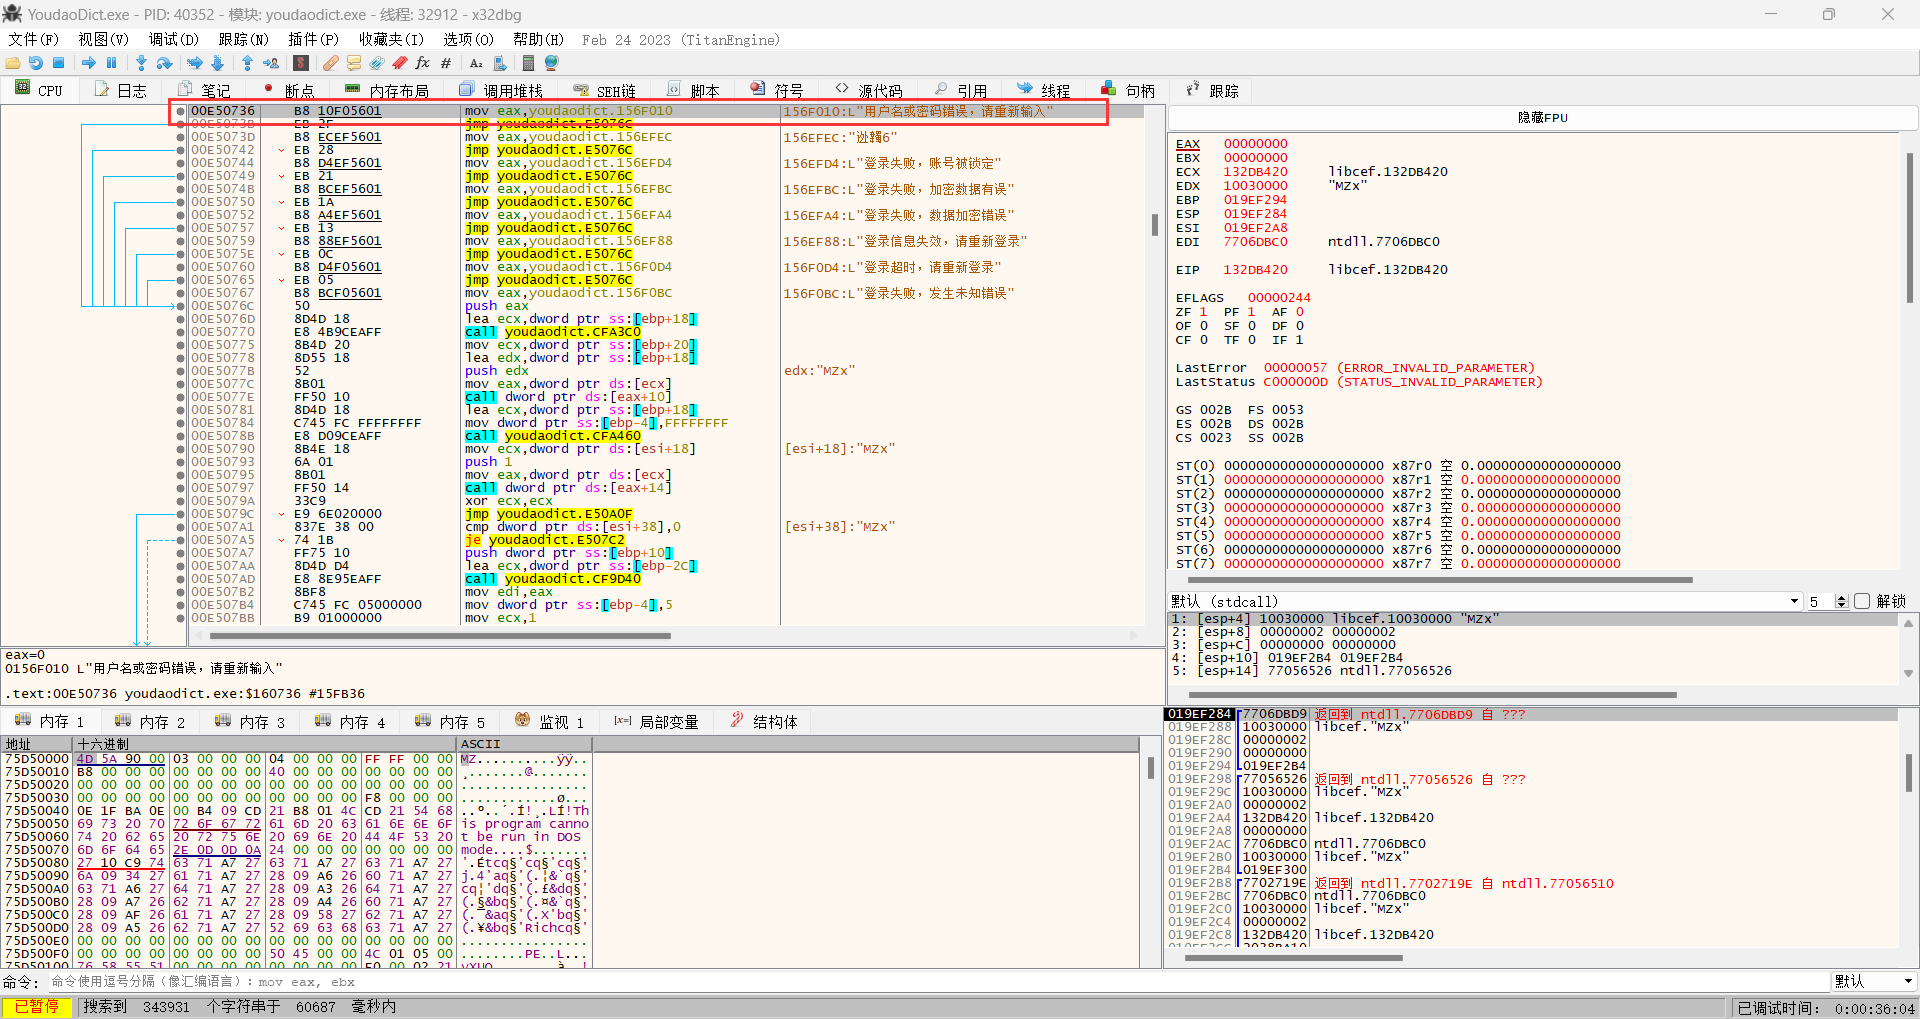 YoudaoDict.exe - PID: 40352 - 模块: youdaodict.exe - 线程: 32912 - x32dbg
文件(F) 视图(V) 调试(D) 跟踪(N) 插件(P) 收藏夹(I) 选项(O) 帮助(H) Feb 24 2023 (TitanEngine)
CPU 日志 笔记 断点 内存布局 调用堆栈 SEH链 脚本 符号 源代码 引用 线程 句柄 跟踪
00E50736 B8 10F05601 mov eax,youdaodict.156F010 156F010:L"用户名或密码错误，请重新输入"
00E5073B EB 2F jmp youdaodict.E5076C
00E5073D B8 ECEF5601 mov eax,youdaodict.156EFEC 156EFEC:"逊鞨6"
00E50742 EB 28 jmp youdaodict.E5076C
00E50744 B8 D4EF5601 mov eax,youdaodict.156EFD4 156EFD4:L"登录失败，账号被锁定"
00E50749 EB 21 jmp youdaodict.E5076C
00E5074B B8 BCEF5601 mov eax,youdaodict.156EFBC 156EFBC:L"登录失败，加密数据有误"
00E50750 EB 1A jmp youdaodict.E5076C
00E50752 B8 A4EF5601 mov eax,youdaodict.156EFA4 156EFA4:L"登录失败，数据加密错误"
00E50757 EB 13 jmp youdaodict.E5076C
00E50759 B8 88EF5601 mov eax,youdaodict.156EF88 156EF88:L"登录信息失效，请重新登录"
00E5075E EB 0C jmp youdaodict.E5076C
00E50760 B8 D4F05601 mov eax,youdaodict.156F0D4 156F0D4:L"登录超时，请重新登录"
00E50765 EB 05 jmp youdaodict.E5076C
00E50767 B8 BCF05601 mov eax,youdaodict.156F0BC 156F0BC:L"登录失败，发生未知错误"
00E5076C 50 push eax
00E5076D 8D4D 18 lea ecx,dword ptr ss:[ebp+18]
00E50770 E8 4B9CEAFF call youdaodict.CFA3C0
00E50775 8B4D 20 mov ecx,dword ptr ss:[ebp+20]
00E50778 8D55 18 lea edx,dword ptr ss:[ebp+18]
00E5077B 52 push edx edx:"MZx"
00E5077C 8B01 mov eax,dword ptr ds:[ecx]
00E5077E FF50 10 call dword ptr ds:[eax+10]
00E50781 8D4D 18 lea ecx,dword ptr ss:[ebp+18]
00E50784 C745 FC FFFFFFFF mov dword ptr ss:[ebp-4],FFFFFFFF
00E5078B E8 D09CEAFF call youdaodict.CFA460
00E50790 8B4E 18 mov ecx,dword ptr ds:[esi+18] [esi+18]:"MZx"
00E50793 6A 01 push 1
00E50795 8B01 mov eax,dword ptr ds:[ecx]
00E50797 FF50 14 call dword ptr ds:[eax+14]
00E5079A 33C9 xor ecx,ecx
00E5079C E9 6E020000 jmp youdaodict.E50A0F
00E507A1 837E 38 00 cmp dword ptr ds:[esi+38],0 [esi+38]:"MZx"
00E507A5 74 1B je youdaodict.E507C2
00E507A7 FF75 10 push dword ptr ss:[ebp+10]
00E507AA 8D4D D4 lea ecx,dword ptr ss:[ebp-2C]
00E507AD E8 8E95EAFF call youdaodict.CF9D40
00E507B2 8BF8 mov edi,eax
00E507B4 C745 FC 05000000 mov dword ptr ss:[ebp-4],5
00E507BB B9 01000000 mov ecx,1
eax=0
0156F010 L"用户名或密码错误，请重新输入"
.text:00E50736 youdaodict.exe:$160736 #15FB36
隐藏FPU
EAX 00000000
EBX 00000000
ECX 132DB420 libcef.132DB420
EDX 10030000 "MZx"
EBP 019EF294
ESP 019EF284
ESI 019EF2A8
EDI 7706DBC0 ntdll.7706DBC0
EIP 132DB420 libcef.132DB420
EFLAGS 00000244
ZF 1 PF 1 AF 0
OF 0 SF 0 DF 0
CF 0 TF 0 IF 1
LastError 00000057 (ERROR_INVALID_PARAMETER)
LastStatus C000000D (STATUS_INVALID_PARAMETER)
GS 002B FS 0053
ES 002B DS 002B
CS 0023 SS 002B
ST(0) 00000000000000000000 x87r0 空 0.000000000000000000
ST(1) 00000000000000000000 x87r1 空 0.000000000000000000
ST(2) 00000000000000000000 x87r2 空 0.000000000000000000
ST(3) 00000000000000000000 x87r3 空 0.000000000000000000
ST(4) 00000000000000000000 x87r4 空 0.000000000000000000
ST(5) 00000000000000000000 x87r5 空 0.000000000000000000
ST(6) 00000000000000000000 x87r6 空 0.000000000000000000
ST(7) 00000000000000000000 x87r7 空 0.000000000000000000
默认 (stdcall) 5 解锁
1: [esp+4] 10030000 libcef.10030000 "MZx"
2: [esp+8] 00000002 00000002
3: [esp+C] 00000000 00000000
4: [esp+10] 019EF2B4 019EF2B4
5: [esp+14] 77056526 ntdll.77056526
内存 1 内存 2 内存 3 内存 4 内存 5 监视 1 局部变量 结构体
地址 十六进制 ASCII
75D50000 4D 5A 90 00 03 00 00 00 04 00 00 00 FF FF 00 00 MZ..........ÿÿ..
75D50010 B8 00 00 00 00 00 00 00 40 00 00 00 00 00 00 00 ¸.......@.......
75D50020 00 00 00 00 00 00 00 00 00 00 00 00 00 00 00 00 ................
75D50030 00 00 00 00 00 00 00 00 00 00 00 00 F8 00 00 00 ............ø...
75D50040 0E 1F BA 0E 00 B4 09 CD 21 B8 01 4C CD 21 54 68 ..º..´.Í!¸.LÍ!Th
75D50050 69 73 20 70 72 6F 67 72 61 6D 20 63 61 6E 6E 6F is program canno
75D50060 74 20 62 65 20 72 75 6E 20 69 6E 20 44 4F 53 20 t be run in DOS
75D50070 6D 6F 64 65 2E 0D 0D 0A 24 00 00 00 00 00 00 00 mode....$.......
75D50080 27 10 C9 74 63 71 A7 27 63 71 A7 27 63 71 A7 27 '.Étcq§'cq§'cq§'
75D50090 6A 09 34 27 61 71 A7 27 28 09 A6 26 60 71 A7 27 j.4'aq§'(.¦&`q§'
75D500A0 63 71 A6 27 64 71 A7 27 28 09 A3 26 64 71 A7 27 cq¦'dq§'(.£&dq§'
75D500B0 28 09 A7 26 62 71 A7 27 28 09 A4 26 60 71 A7 27 (.§&bq§'(.¤&`q§'
75D500C0 28 09 AF 26 61 71 A7 27 28 09 58 27 62 71 A7 27 (.¯&aq§'(.X'bq§'
75D500D0 28 09 A5 26 62 71 A7 27 52 69 63 68 63 71 A7 27 (.¥&bq§'Richcq§'
75D500E0 00 00 00 00 00 00 00 00 00 00 00 00 00 00 00 00 ................
75D500F0 00 00 00 00 00 00 00 00 50 45 00 00 4C 01 05 00 ........PE..L...
75D50100 76 58 55 51 00 00 00 00 00 00 00 00 E0 00 02 21 vXUQ........à..!
019EF284 7706DBD9 返回到 ntdll.7706DBD9 自 ???
019EF288 10030000 libcef."MZx"
019EF28C 00000002
019EF290 00000000
019EF294 019EF2B4
019EF298 77056526 返回到 ntdll.77056526 自 ???
019EF29C 10030000 libcef."MZx"
019EF2A0 00000002
019EF2A4 132DB420 libcef.132DB420
019EF2A8 00000000
019EF2AC 7706DBC0 ntdll.7706DBC0
019EF2B0 10030000 libcef."MZx"
019EF2B4 019EF300
019EF2B8 7702719E 返回到 ntdll.7702719E 自 ntdll.77056510
019EF2BC 7706DBC0 ntdll.7706DBC0
019EF2C0 10030000 libcef."MZx"
019EF2C4 00000002
019EF2C8 132DB420 libcef.132DB420
命令: 命令使用逗号分隔（像汇编语言）: mov eax, ebx 默认
已暂停 搜索到 343931 个字符串于 60687 毫秒内 已调试时间: 0:00:36:04